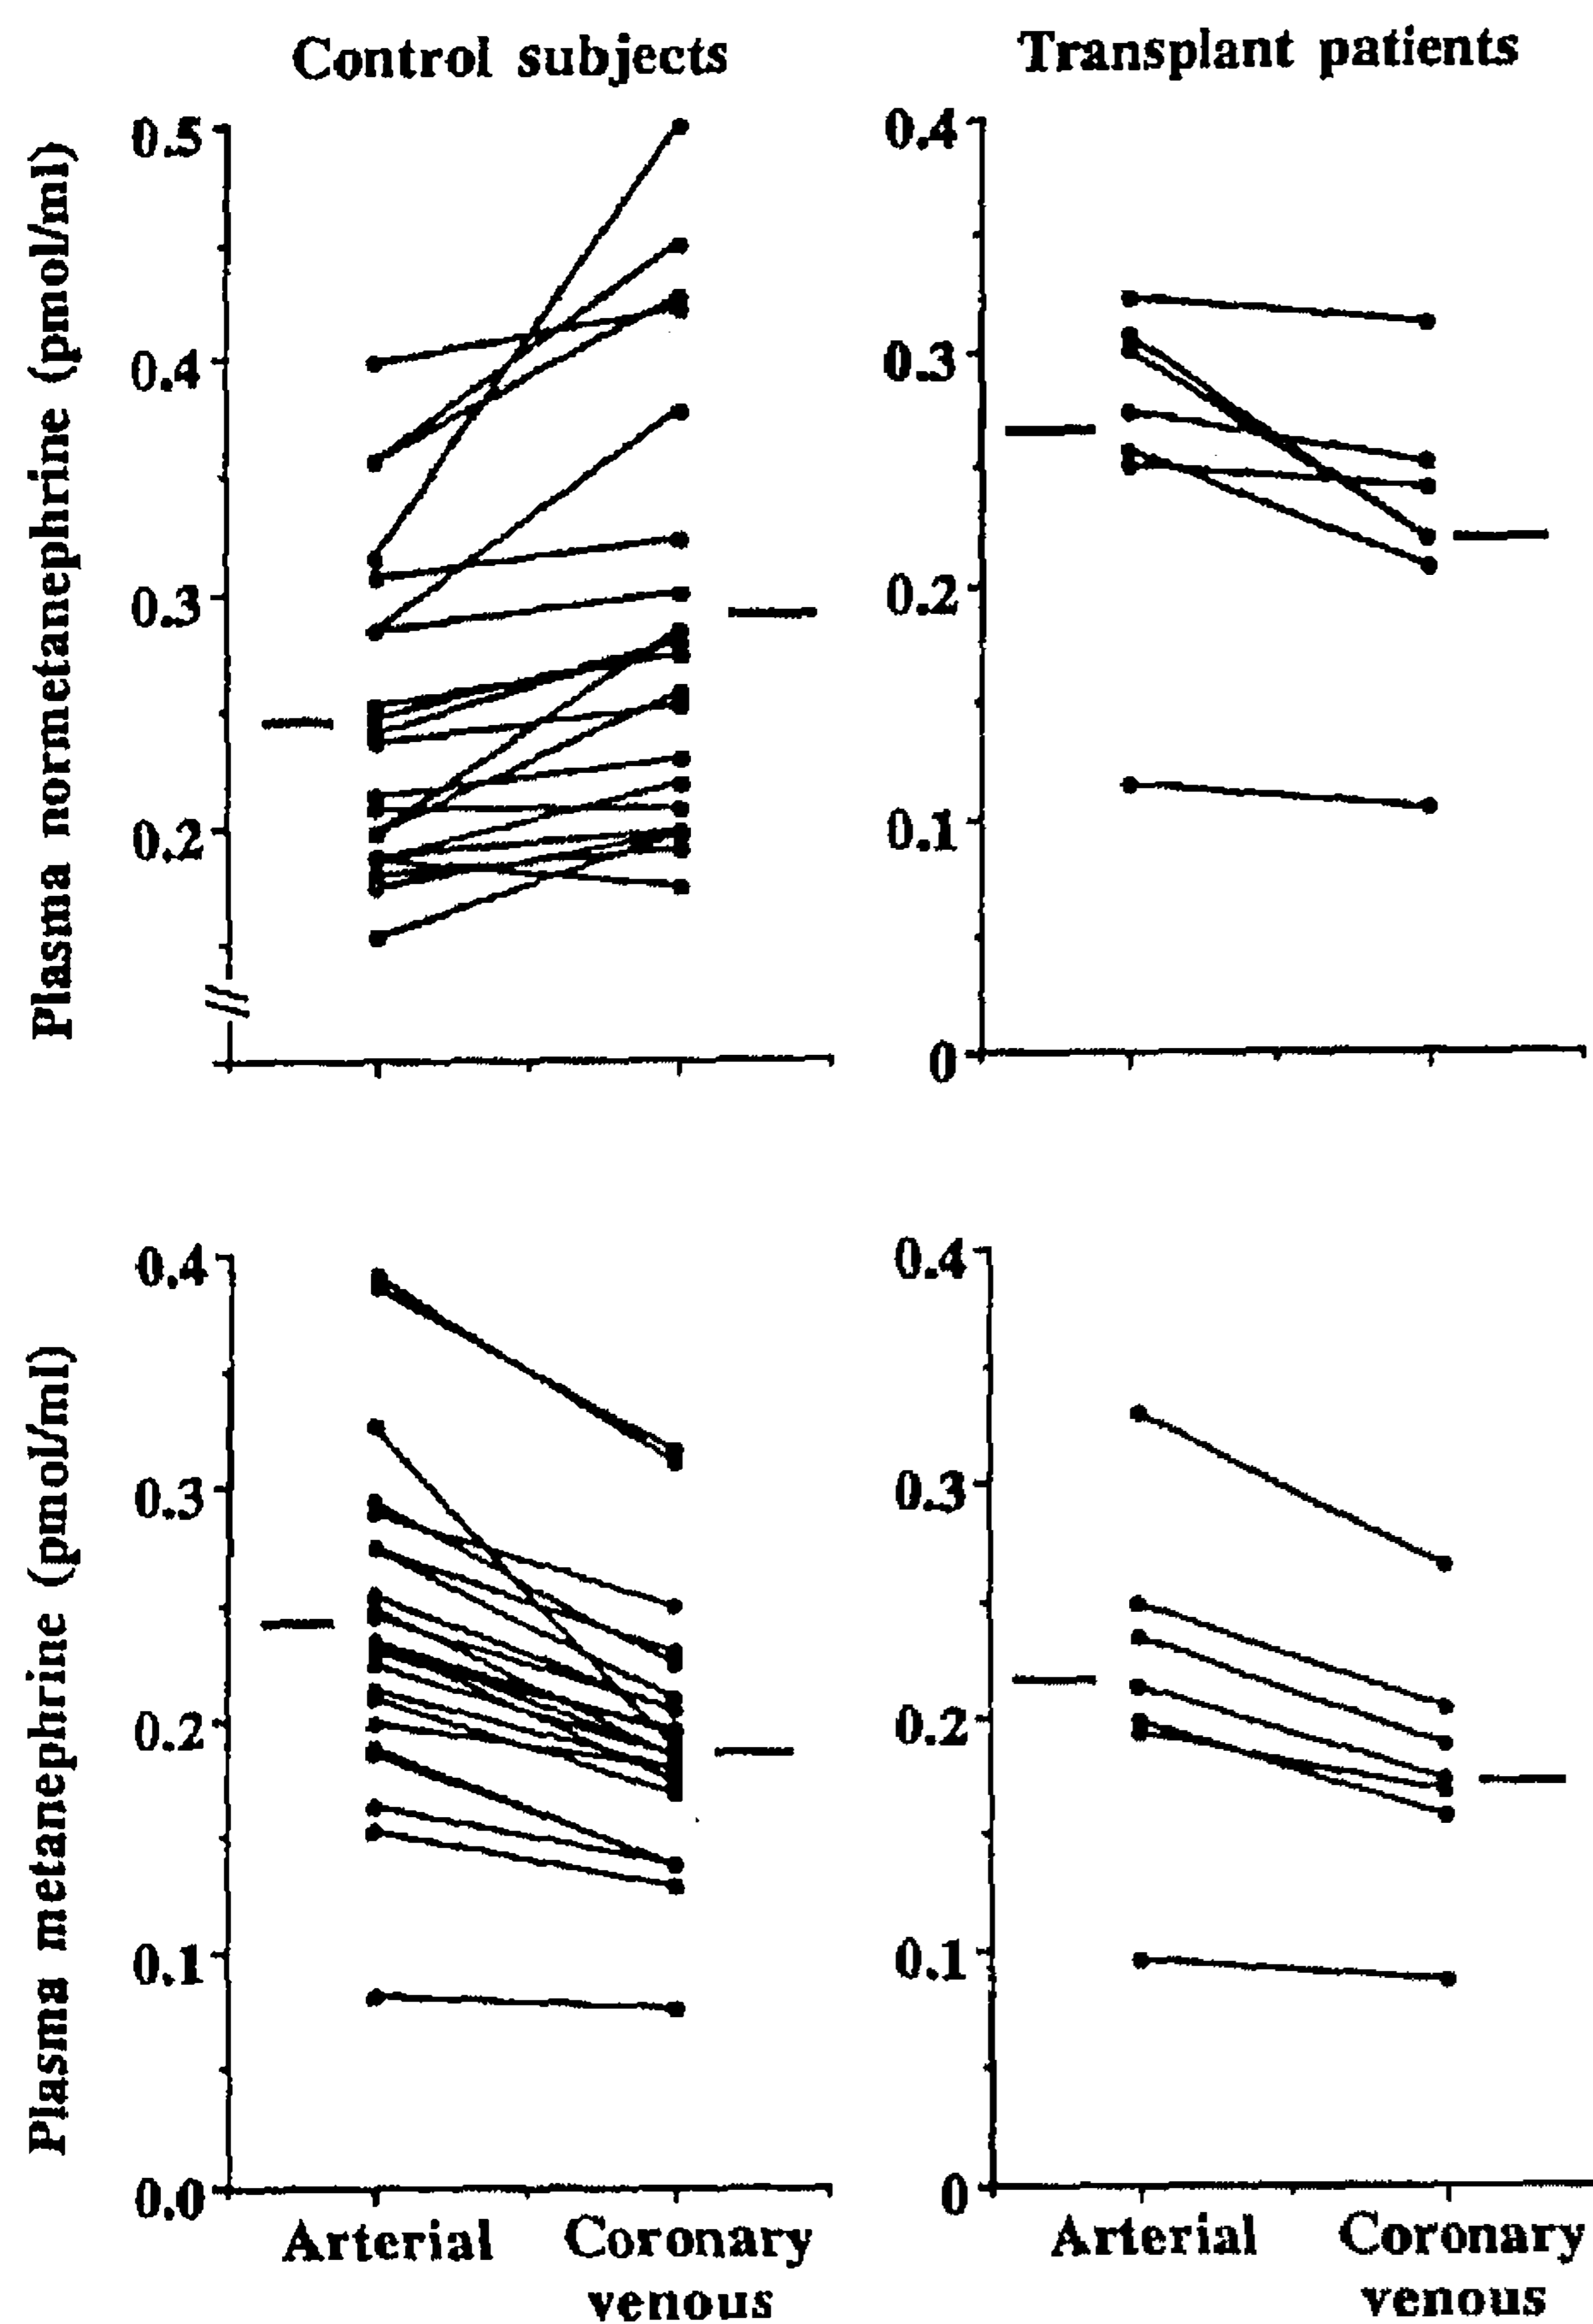 Control subjects
Transplant patients
Plasma normetanephrine (pmol/ml)
0.5
0.4
0.3
0.2
0.4
0.3
0.2
0.1
0
Plasma metanephrine (pmol/ml)
0.4
0.3
0.2
0.1
0.0
Arterial
Coronary
venous
0.4
0.3
0.2
0.1
0
Arterial
Coronary
venous